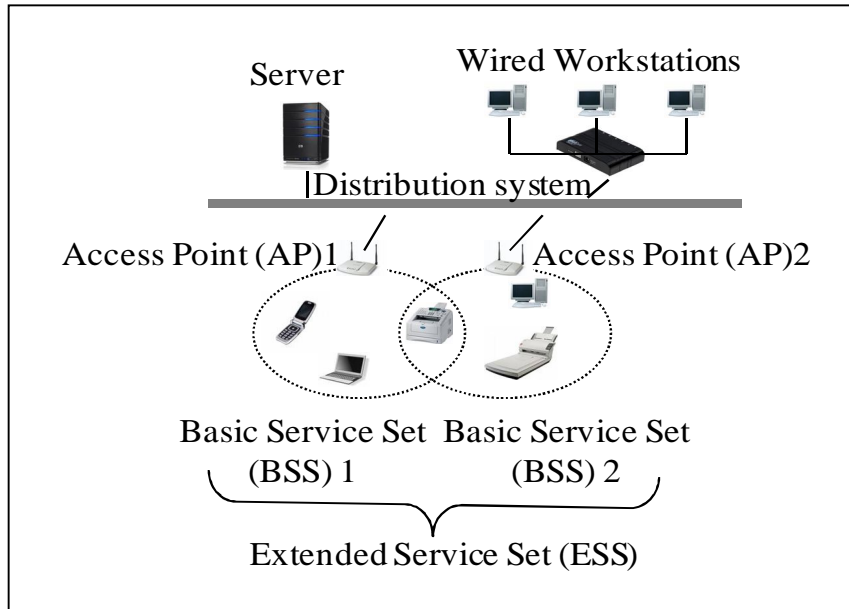 Server
Wired Workstations
Distribution system
Access Point (AP)1
Access Point (AP)2
Basic Service Set
(BSS) 1
Basic Service Set
(BSS) 2
Extended Service Set (ESS)